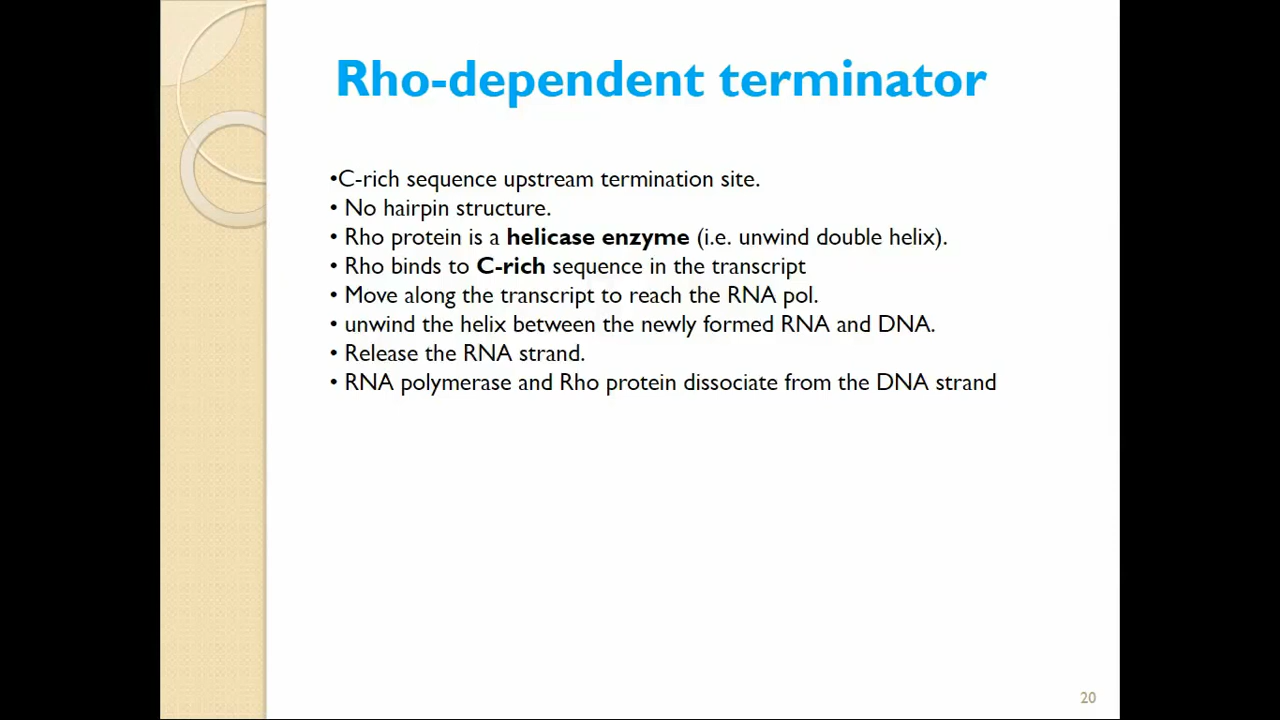 Rho-dependent terminator
•C-rich sequence upstream termination site.
• No hairpin structure.
• Rho protein is a helicase enzyme (i.e. unwind double helix).
• Rho binds to C-rich sequence in the transcript
• Move along the transcript to reach the RNA pol.
• unwind the helix between the newly formed RNA and DNA.
• Release the RNA strand.
• RNA polymerase and Rho protein dissociate from the DNA strand
20